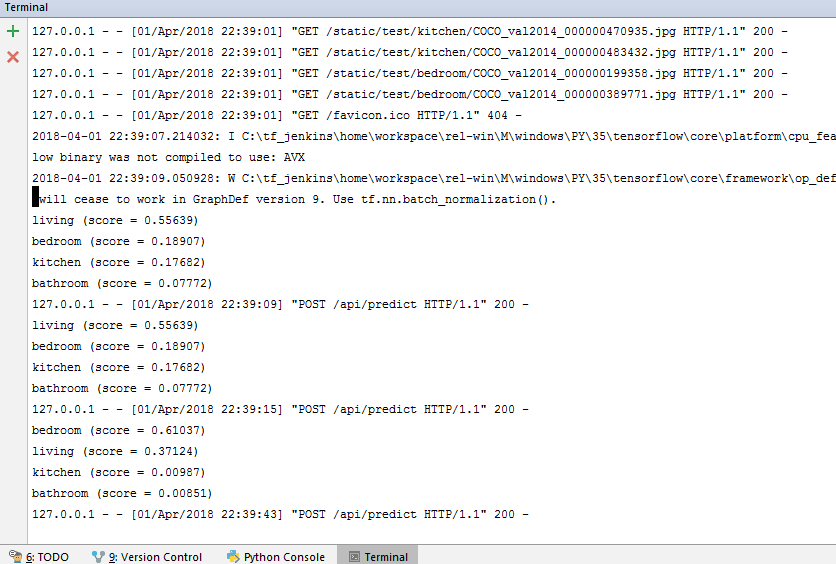 Terminal
127.0.0.1 - - [01/Apr/2018 22:39:01] "GET /static/test/kitchen/COCO_val2014_000000470935.jpg HTTP/1.1" 200 -
127.0.0.1 - - [01/Apr/2018 22:39:01] "GET /static/test/kitchen/COCO_val2014_000000483432.jpg HTTP/1.1" 200 -
127.0.0.1 - - [01/Apr/2018 22:39:01] "GET /static/test/bedroom/COCO_val2014_000000199358.jpg HTTP/1.1" 200 -
127.0.0.1 - - [01/Apr/2018 22:39:01] "GET /static/test/bedroom/COCO_val2014_000000389771.jpg HTTP/1.1" 200 -
127.0.0.1 - - [01/Apr/2018 22:39:01] "GET /favicon.ico HTTP/1.1" 404 -
2018-04-01 22:39:07.214032: I C:\tf_jenkins\home\workspace\rel-win\M\windows\PY\35\tensorflow\core\platform\cpu_fea
low binary was not compiled to use: AVX
2018-04-01 22:39:09.050928: W C:\tf_jenkins\home\workspace\rel-win\M\windows\PY\35\tensorflow\core\framework\op_def
will cease to work in GraphDef version 9. Use tf.nn.batch_normalization().
living (score = 0.55639)
bedroom (score = 0.18907)
kitchen (score = 0.17682)
bathroom (score = 0.07772)
127.0.0.1 - - [01/Apr/2018 22:39:09] "POST /api/predict HTTP/1.1" 200 -
living (score = 0.55639)
bedroom (score = 0.18907)
kitchen (score = 0.17682)
bathroom (score = 0.07772)
127.0.0.1 - - [01/Apr/2018 22:39:15] "POST /api/predict HTTP/1.1" 200 -
bedroom (score = 0.61037)
living (score = 0.37124)
kitchen (score = 0.00987)
bathroom (score = 0.00851)
127.0.0.1 - - [01/Apr/2018 22:39:43] "POST /api/predict HTTP/1.1" 200 -
6: TODO 9: Version Control Python Console Terminal